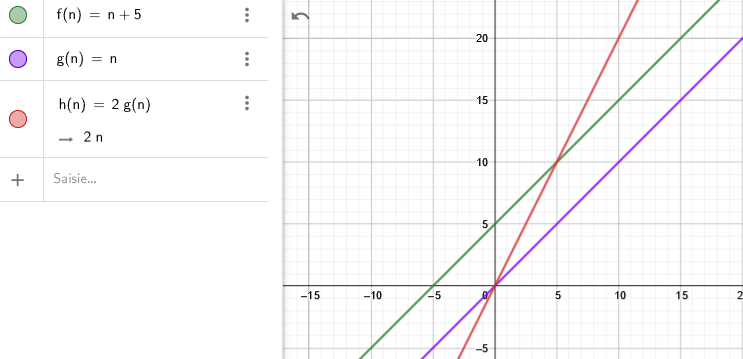 f(n) = n + 5
g(n) = n
h(n) = 2 g(n)
→ 2 n
+ Saisie...
20
15
10
5
−15 −10 −5 0 5 10 15 2
−5